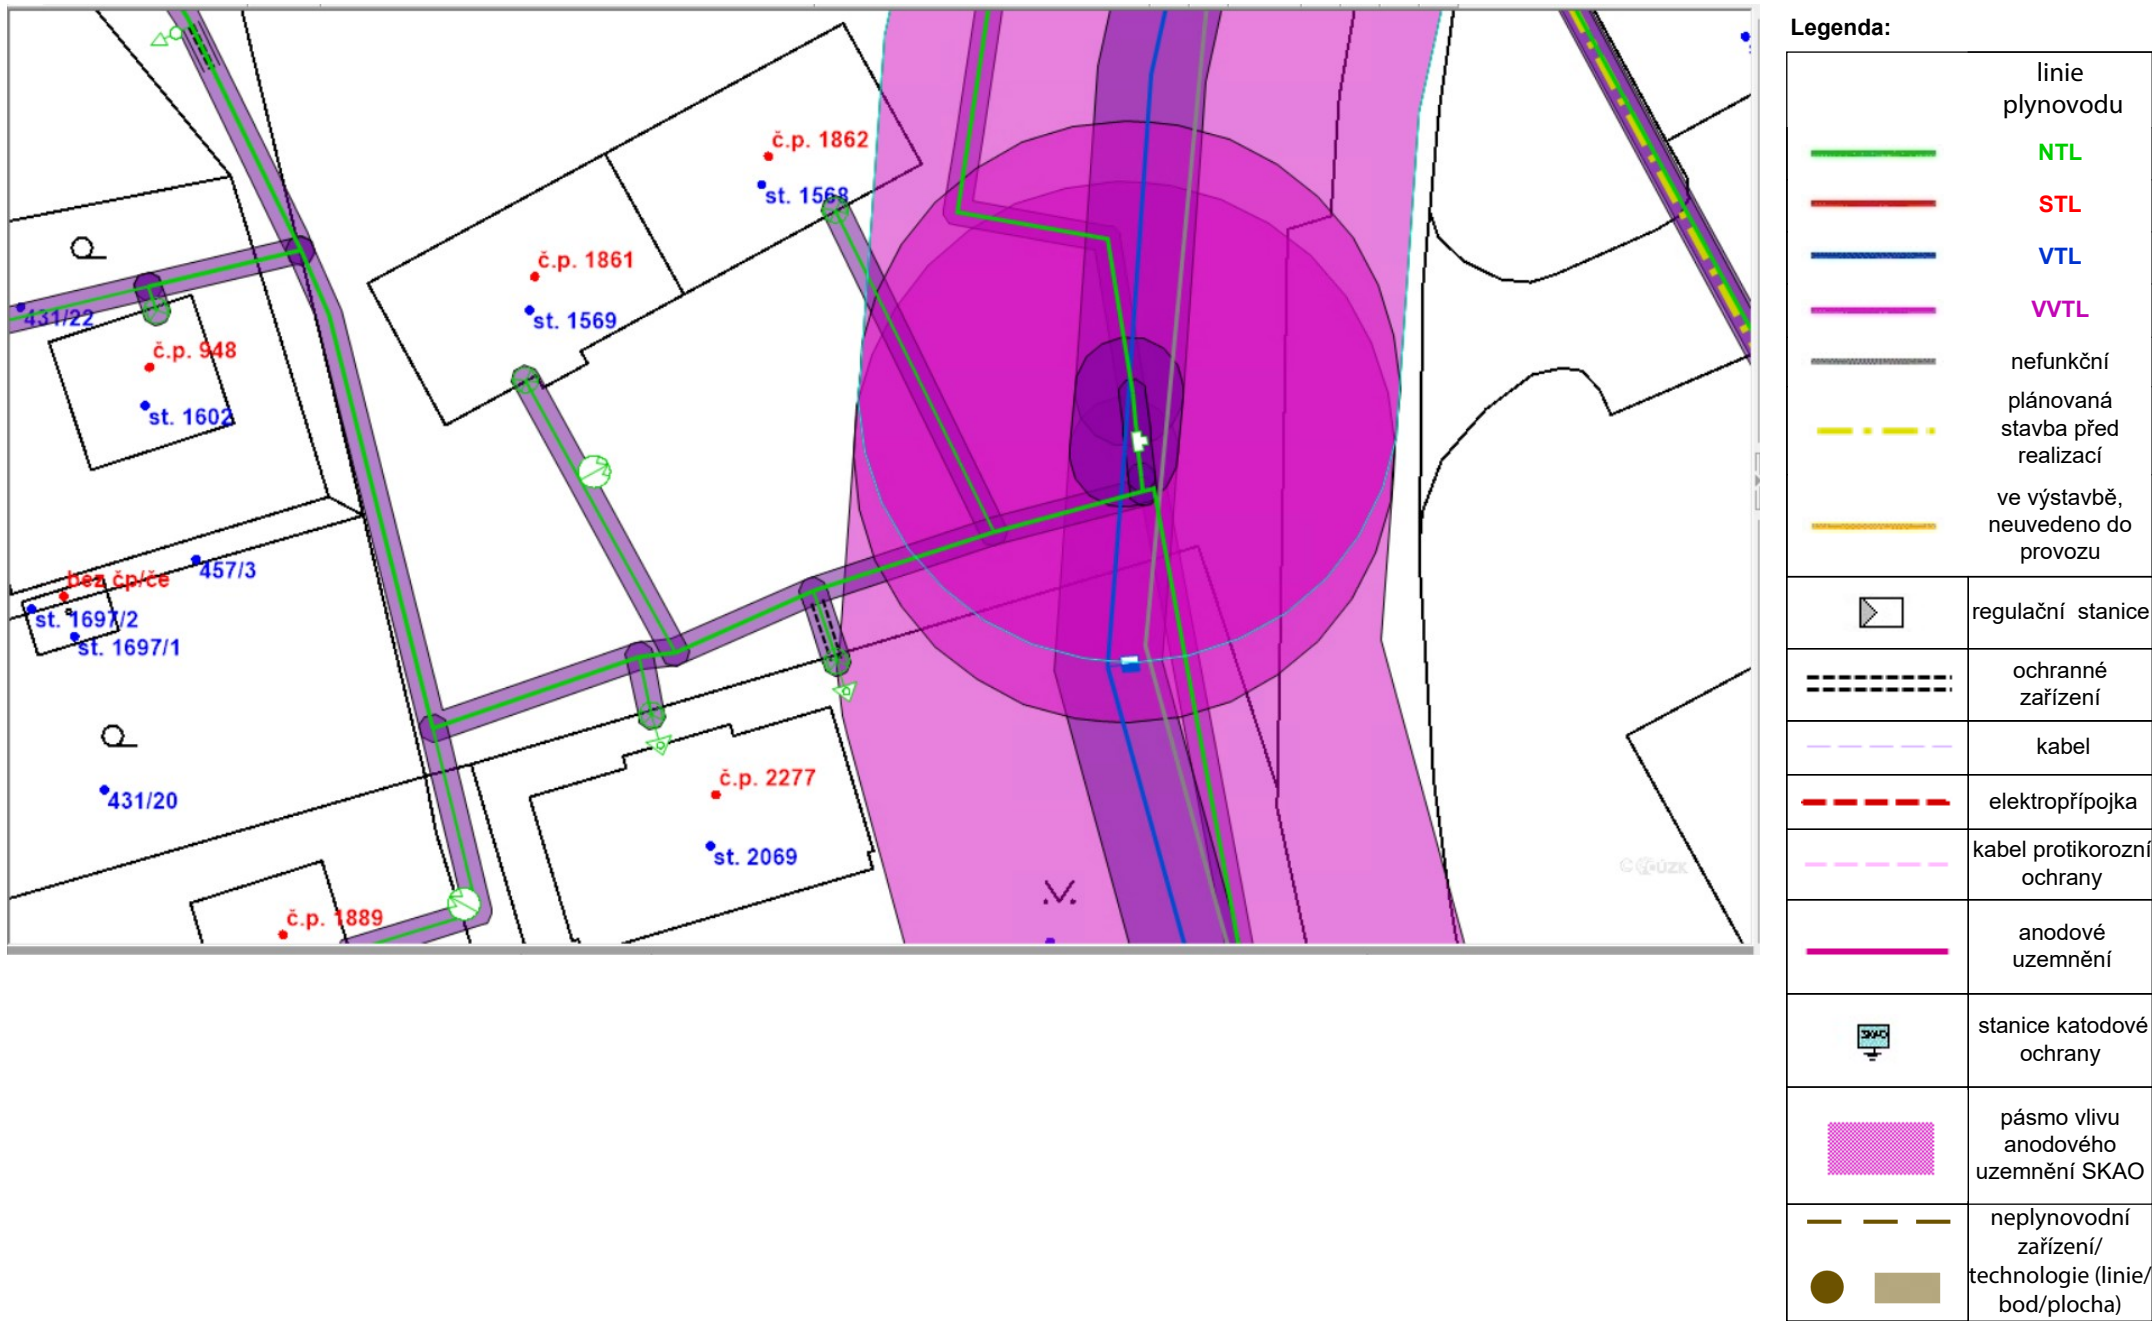 č.p. 1862
st. 1568
č.p. 1861
st. 1569
431/22
č.p. 948
st. 1602
457/3
bez čp/če
st. 1697/2
st. 1697/1
431/20
č.p. 2277
st. 2069
č.p. 1889
Legenda:
linie
plynovodu
NTL
STL
VTL
VVTL
nefunkční
plánovaná
stavba před
realizací
ve výstavbě,
neuvedeno do
provozu
regulační stanice
ochranné
zařízení
kabel
elektropřípojka
kabel protikorozní
ochrany
anodové
uzemnění
stanice katodové
ochrany
pásmo vlivu
anodového
uzemnění SKAO
neplynovodní
zařízení/
technologie (linie/
bod/plocha)